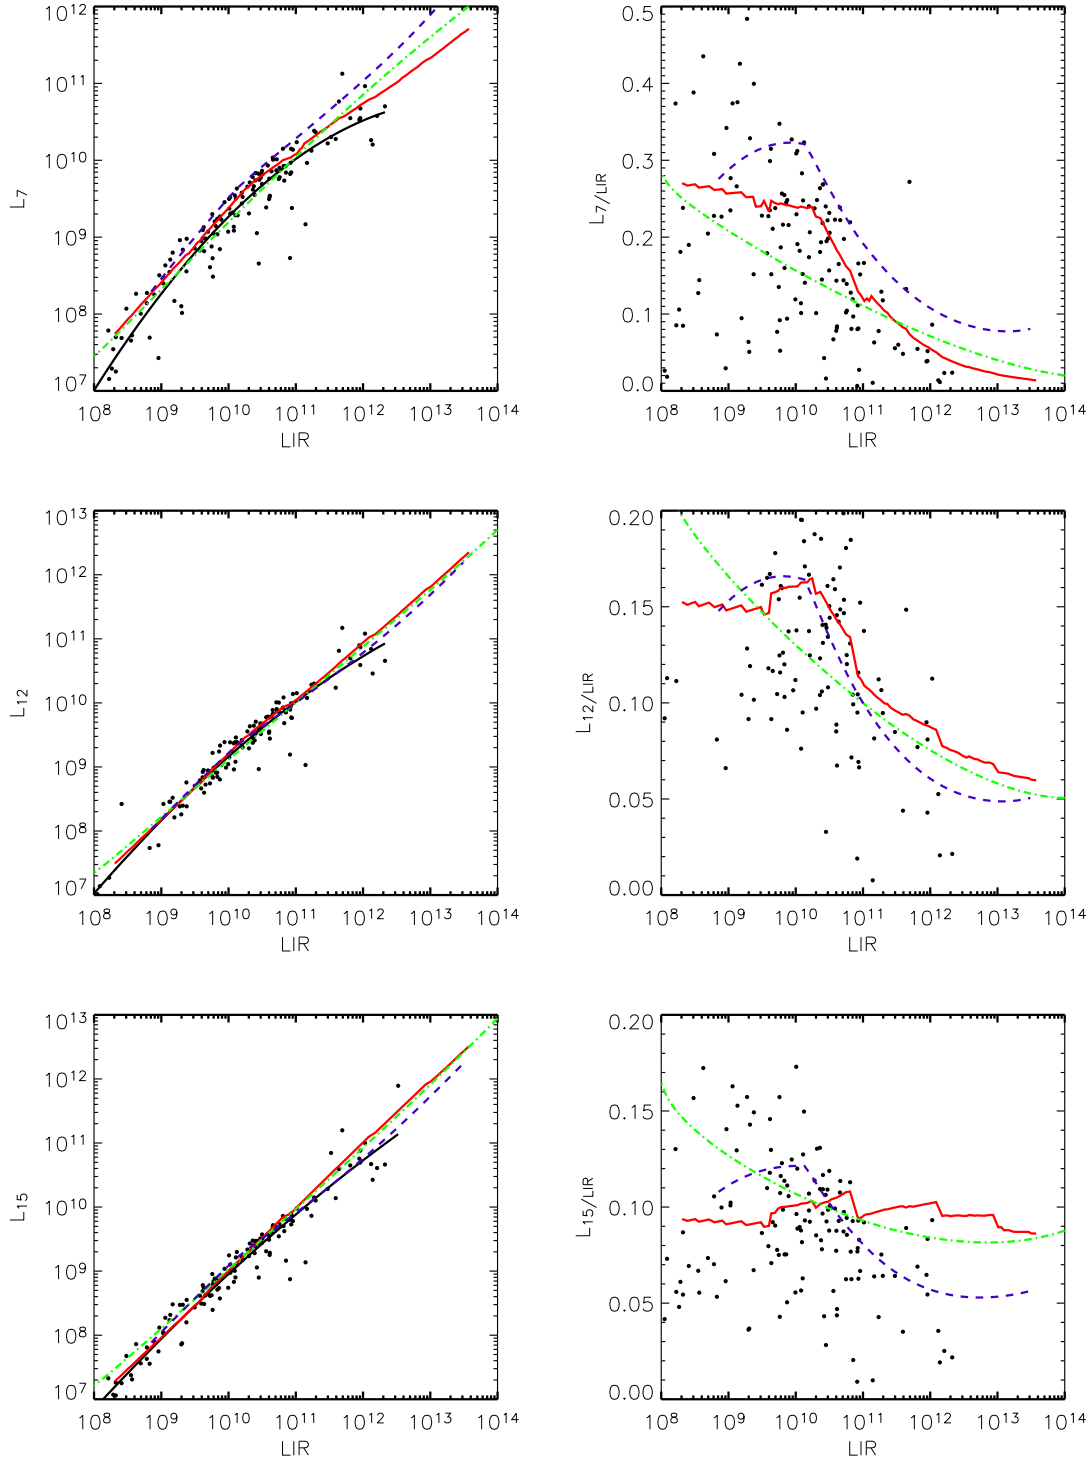 10¹² 0.5
10¹¹ 0.4
10¹⁰ 0.3
L₇ L₇/LIR
10⁹ 0.2
10⁸ 0.1
10⁷ 0.0
10⁸ 10⁹ 10¹⁰ 10¹¹ 10¹² 10¹³ 10¹⁴ 10⁸ 10⁹ 10¹⁰ 10¹¹ 10¹² 10¹³ 10¹⁴
LIR LIR
10¹³ 0.20
10¹² 0.15
10¹¹
10¹⁰ 0.10
L₁₂ L₁₂/LIR
10⁹ 0.05
10⁸
10⁷ 0.00
10⁸ 10⁹ 10¹⁰ 10¹¹ 10¹² 10¹³ 10¹⁴ 10⁸ 10⁹ 10¹⁰ 10¹¹ 10¹² 10¹³ 10¹⁴
LIR LIR
10¹³ 0.20
10¹² 0.15
10¹¹
10¹⁰ 0.10
L₁₅ L₁₅/LIR
10⁹ 0.05
10⁸
10⁷ 0.00
10⁸ 10⁹ 10¹⁰ 10¹¹ 10¹² 10¹³ 10¹⁴ 10⁸ 10⁹ 10¹⁰ 10¹¹ 10¹² 10¹³ 10¹⁴
LIR LIR